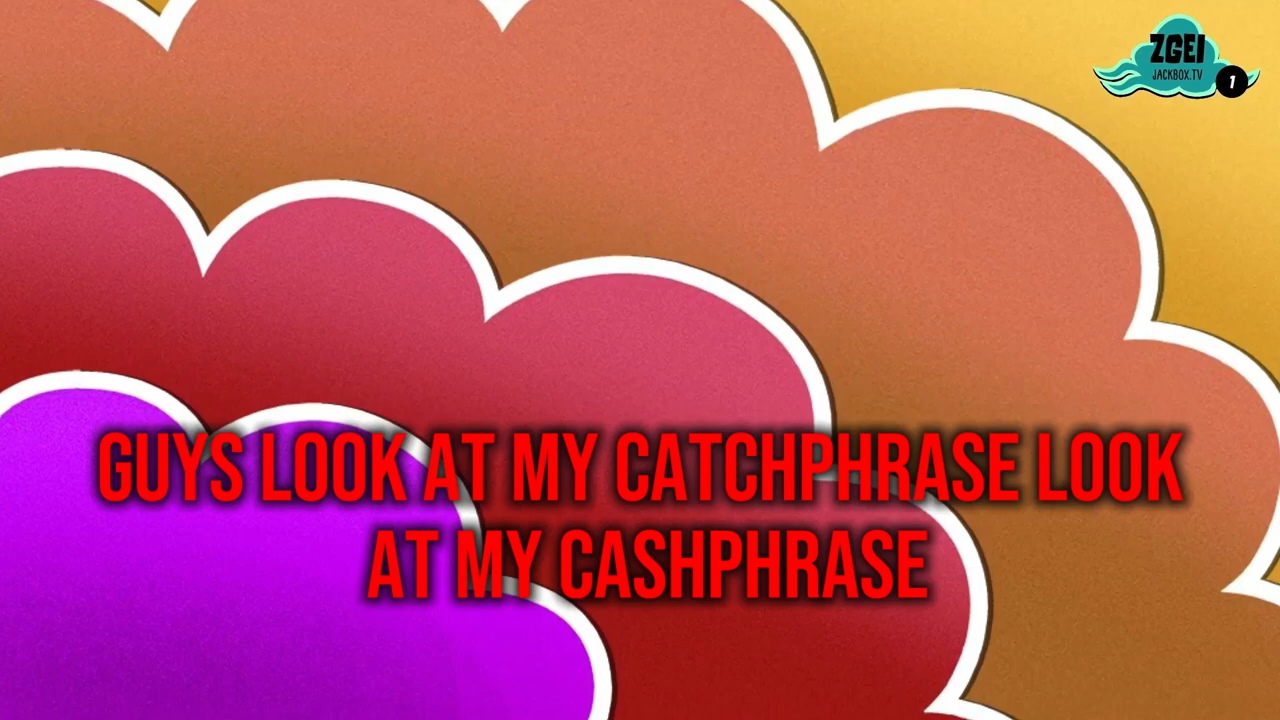 ZGEI
JACKBOX.TV
1
GUYS LOOK AT MY CATCHPHRASE LOOK
AT MY CASHPHRASE